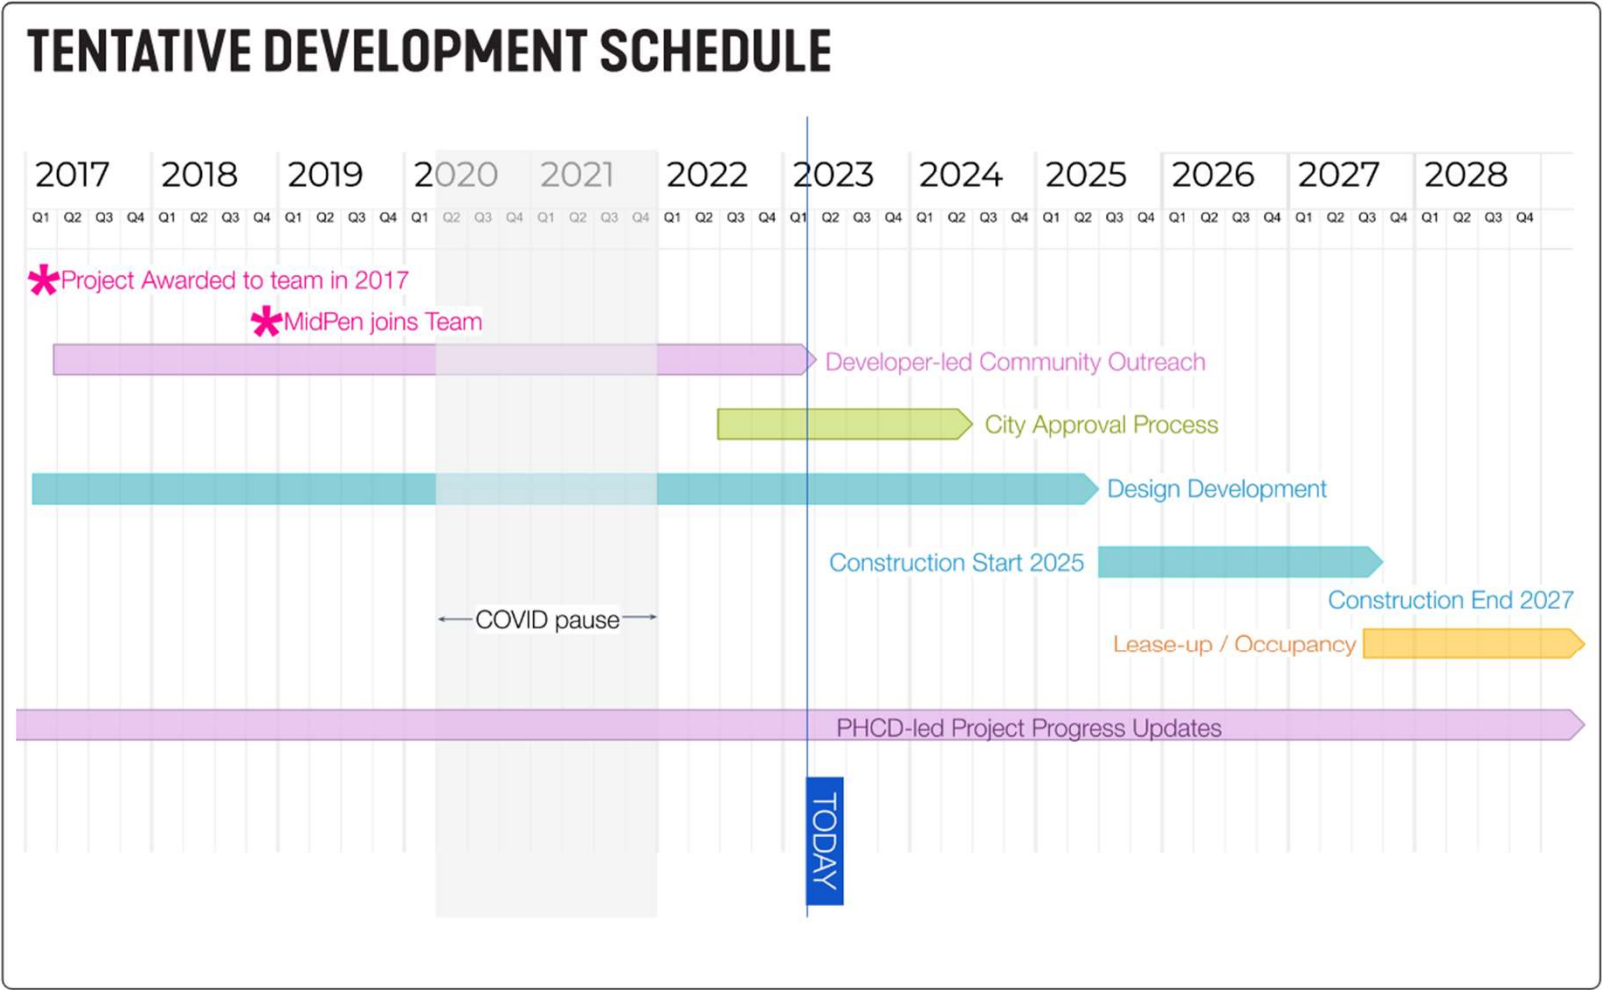 TENTATIVE DEVELOPMENT SCHEDULE
2017 2018 2019 2020 2021 2022 2023 2024 2025 2026 2027 2028
Q1 Q2 Q3 Q4 Q1 Q2 Q3 Q4 Q1 Q2 Q3 Q4 Q1 Q2 Q3 Q4 Q1 Q2 Q3 Q4 Q1 Q2 Q3 Q4 Q1 Q2 Q3 Q4 Q1 Q2 Q3 Q4 Q1 Q2 Q3 Q4 Q1 Q2 Q3 Q4 Q1 Q2 Q3 Q4 Q1 Q2 Q3 Q4
*Project Awarded to team in 2017
*MidPen joins Team
Developer-led Community Outreach
City Approval Process
Design Development
Construction Start 2025
Construction End 2027
COVID pause
Lease-up / Occupancy
PHCD-led Project Progress Updates
TODAY